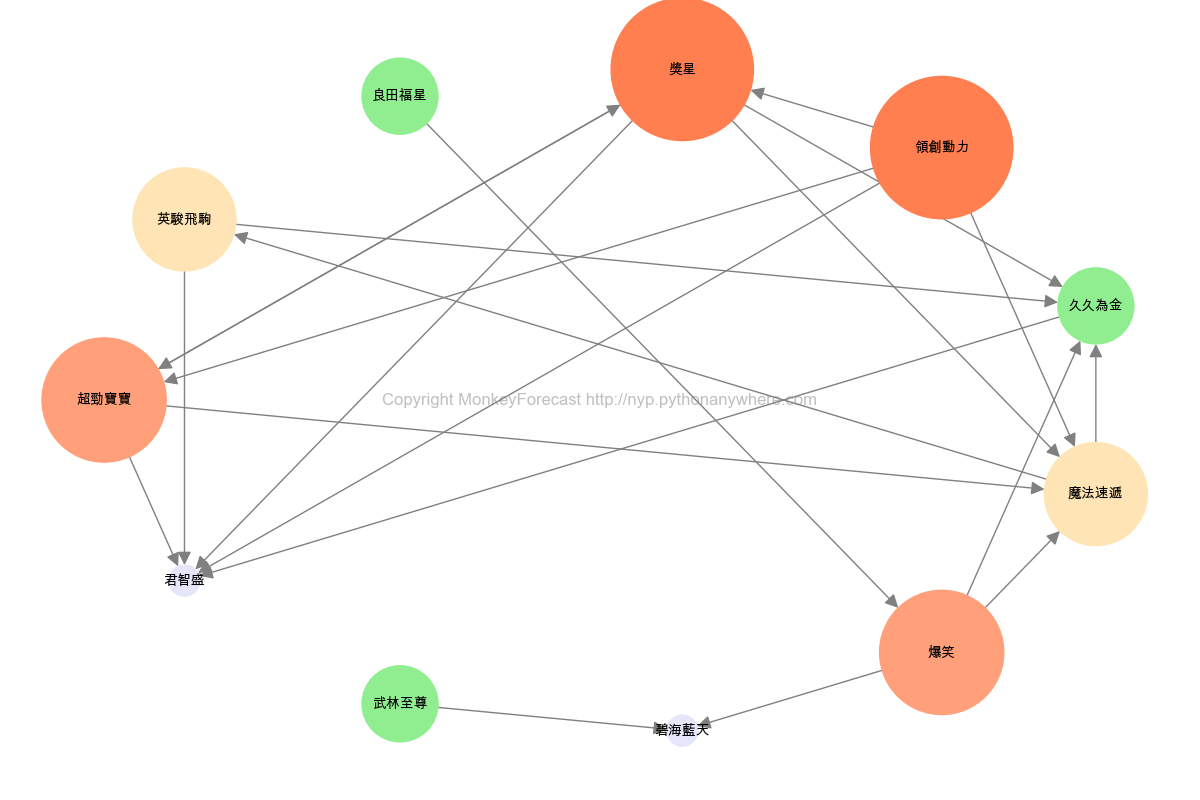 獎星
良田福星
領創動力
英駿飛駒
久久為金
超勁寶寶
Copyright MonkeyForecast http://nyp.pythonanywhere.com
魔法速遞
君智盛
爆笑
武林至尊
碧海藍天